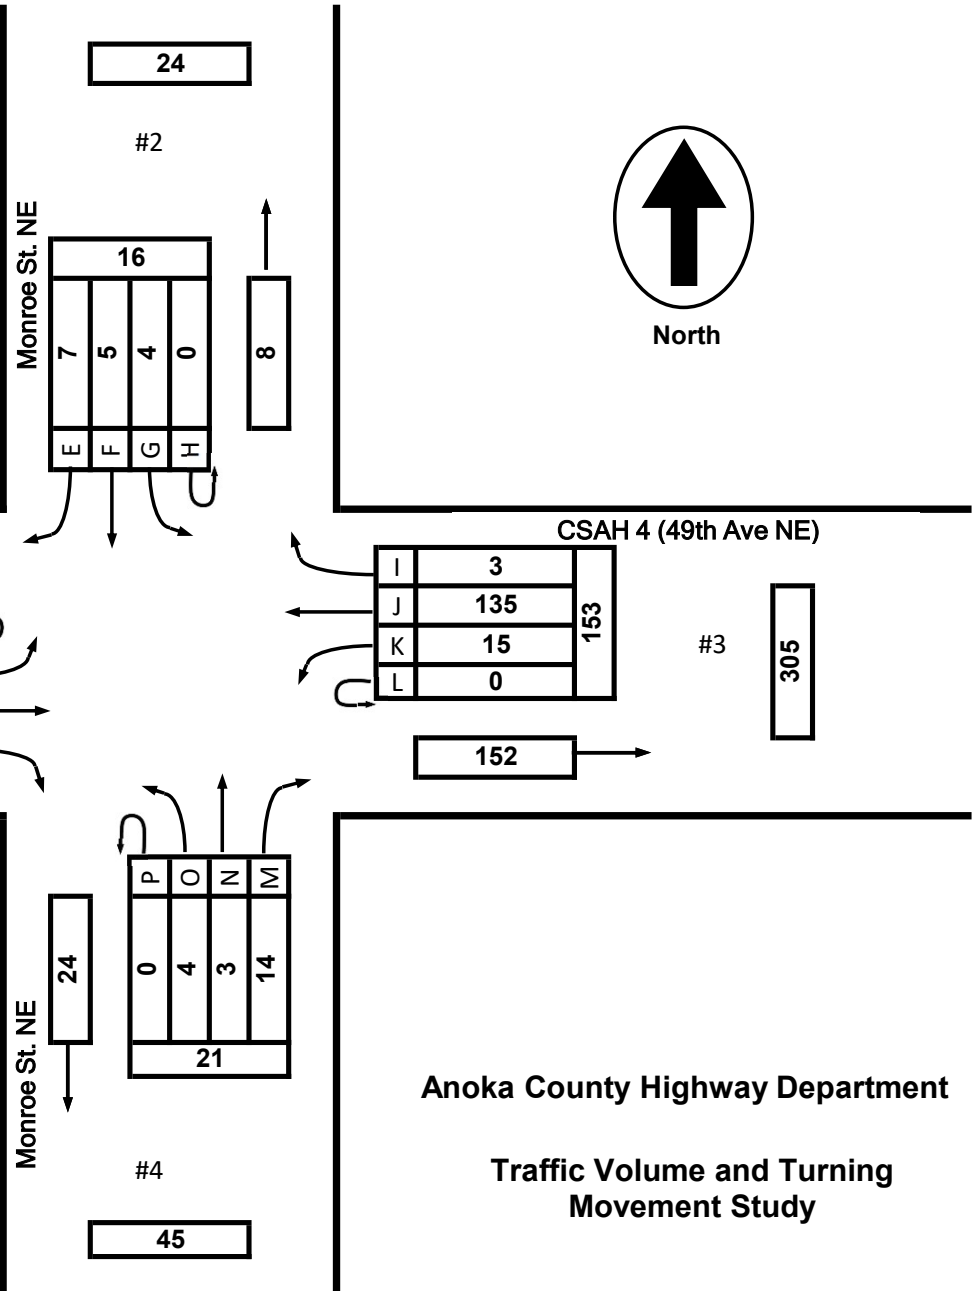 24
#2
Monroe St. NE
16
7
5
4
0
8
E
F
G
H
North
CSAH 4 (49th Ave NE)
I 3
J 135
K 15
L 0
153
#3
305
152
P
O
N
M
0
4
3
14
24
21
Monroe St. NE
#4
45
Anoka County Highway Department
Traffic Volume and Turning
Movement Study